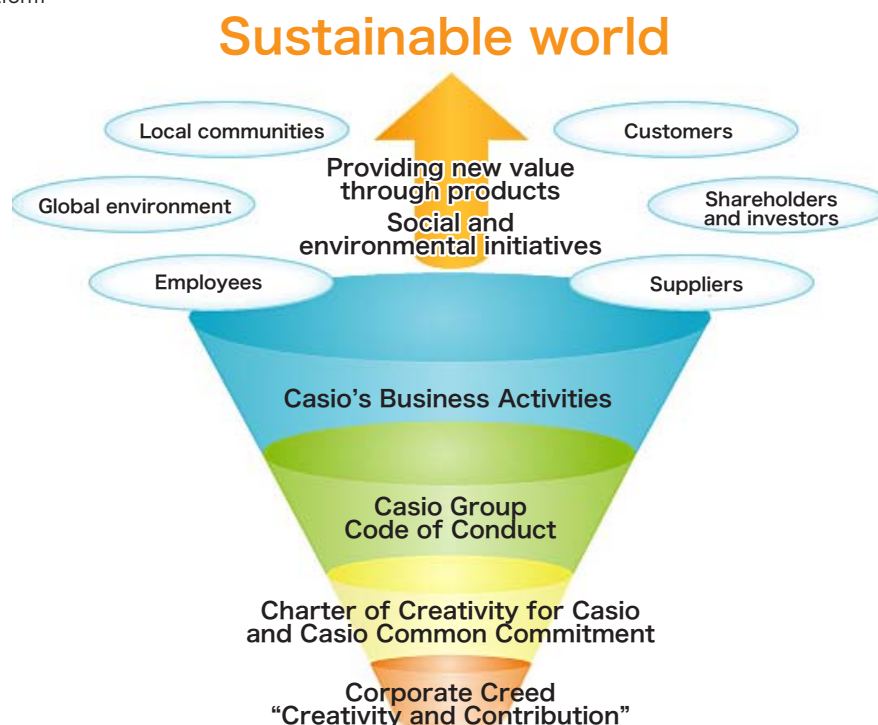 Sustainable world
Local communities
Customers
Providing new value
through products
Global environment
Shareholders
and investors
Social and
environmental initiatives
Employees
Suppliers
Casio’s Business Activities
Casio Group
Code of Conduct
Charter of Creativity for Casio
and Casio Common Commitment
Corporate Creed
“Creativity and Contribution”